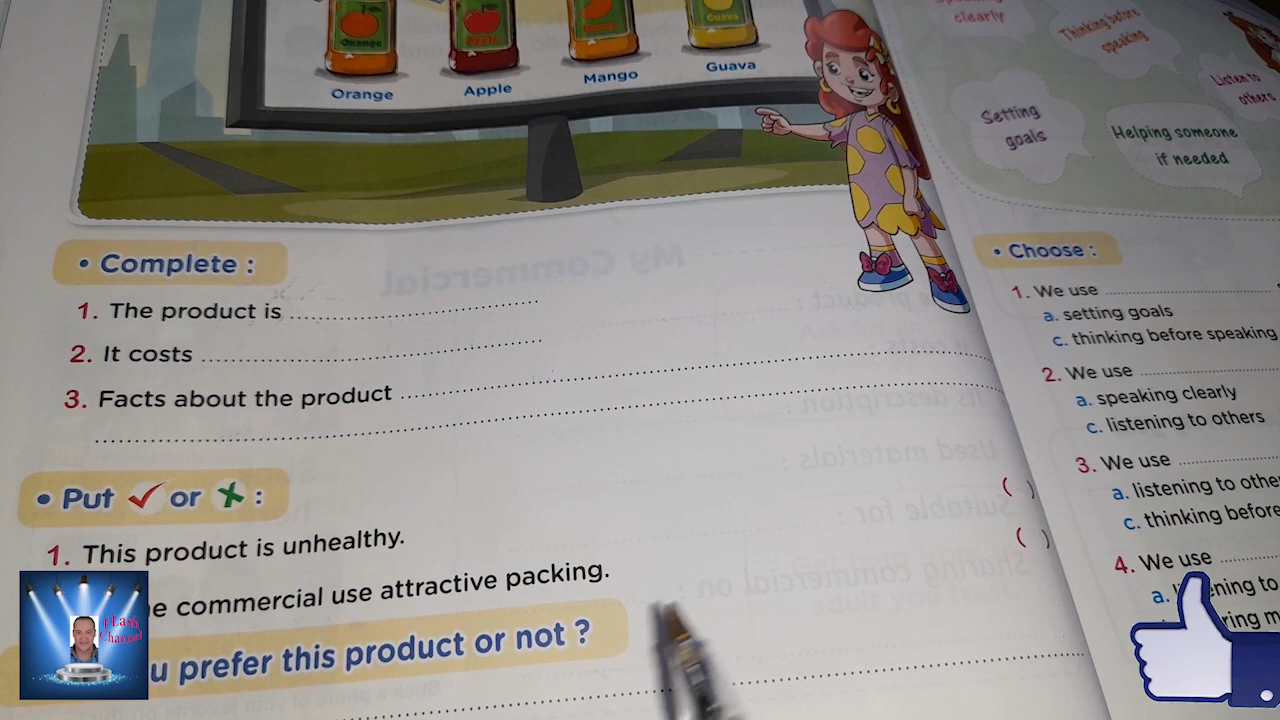 Orange
Apple
Guava
Orange
Apple
Mango
Guava
• Complete :
1. The product is
2. It costs
3. Facts about the product
• Put ✓ or ✗ :
1. This product is unhealthy. ( )
commercial use attractive packing. ( )
prefer this product or not ?
clearly
Thinking before
speaking
Listen to
others
Setting
goals
Helping someone
if needed
• Choose :
1. We use
a. setting goals
c. thinking before speaking
2. We use
a. speaking clearly
c. listening to others
3. We use
a. listening to
c. thinking before
4. We use
a.
FLash
Channel